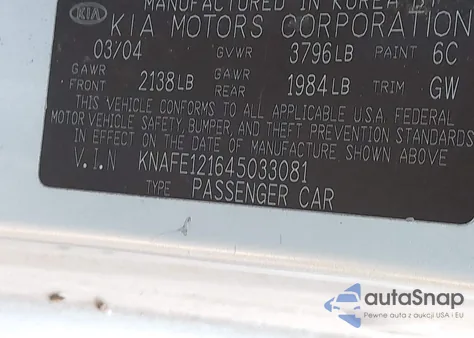 MANUFACTURED IN KOREA BY
KIA
KIA MOTORS CORPORATION
03/04 GVWR 3796LB PAINT 6C
GAWR FRONT 2138LB GAWR REAR 1984LB TRIM GW
THIS VEHICLE CONFORMS TO ALL APPLICABLE U.S.A. FEDERAL
MOTOR VEHICLE SAFETY, BUMPER, AND THEFT PREVENTION STANDARDS
IN EFFECT ON THE DATE OF MANUFACTURE SHOWN ABOVE
V.I.N KNAFE121645033081
TYPE PASSENGER CAR
autoSnap
Pewne auta z aukcji USA i EU